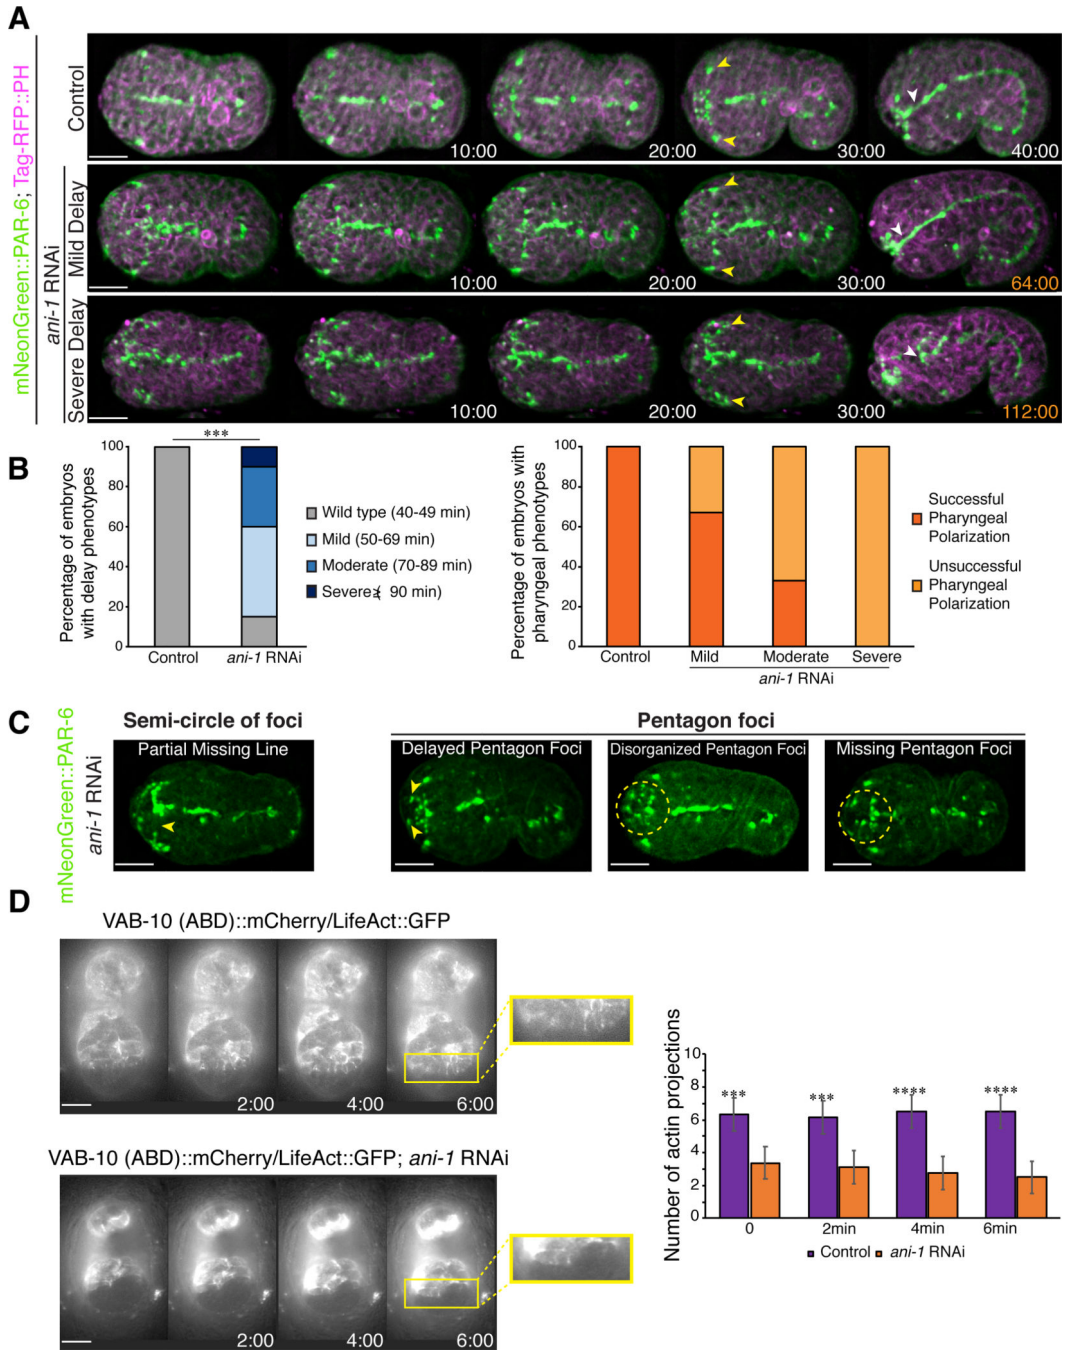 A
mNeonGreen::PAR-6; Tag-RFP::PH
Control
10:00
20:00
30:00
40:00
ani-1 RNAi
Mild Delay
10:00
20:00
30:00
64:00
Severe Delay
10:00
20:00
30:00
112:00
B
Percentage of embryos
with delay phenotypes
100
80
60
40
20
0
***
Control
ani-1 RNAi
Wild type (40-49 min)
Mild (50-69 min)
Moderate (70-89 min)
Severe 90 min)
Percentage of embryos with
pharyngeal phenotypes
100
80
60
40
20
0
Control
Mild
Moderate
Severe
ani-1 RNAi
Successful
Pharyngeal
Polarization
Unsuccessful
Pharyngeal
Polarization
C
mNeonGreen::PAR-6
ani-1 RNAi
Semi-circle of foci
Pentagon foci
Partial Missing Line
Delayed Pentagon Foci
Disorganized Pentagon Foci
Missing Pentagon Foci
D
VAB-10 (ABD)::mCherry/LifeAct::GFP
2:00
4:00
6:00
VAB-10 (ABD)::mCherry/LifeAct::GFP; ani-1 RNAi
2:00
4:00
6:00
Number of actin projections
10
8
6
4
2
0
***
***
****
****
0
2min
4min
6min
Control
ani-1 RNAi